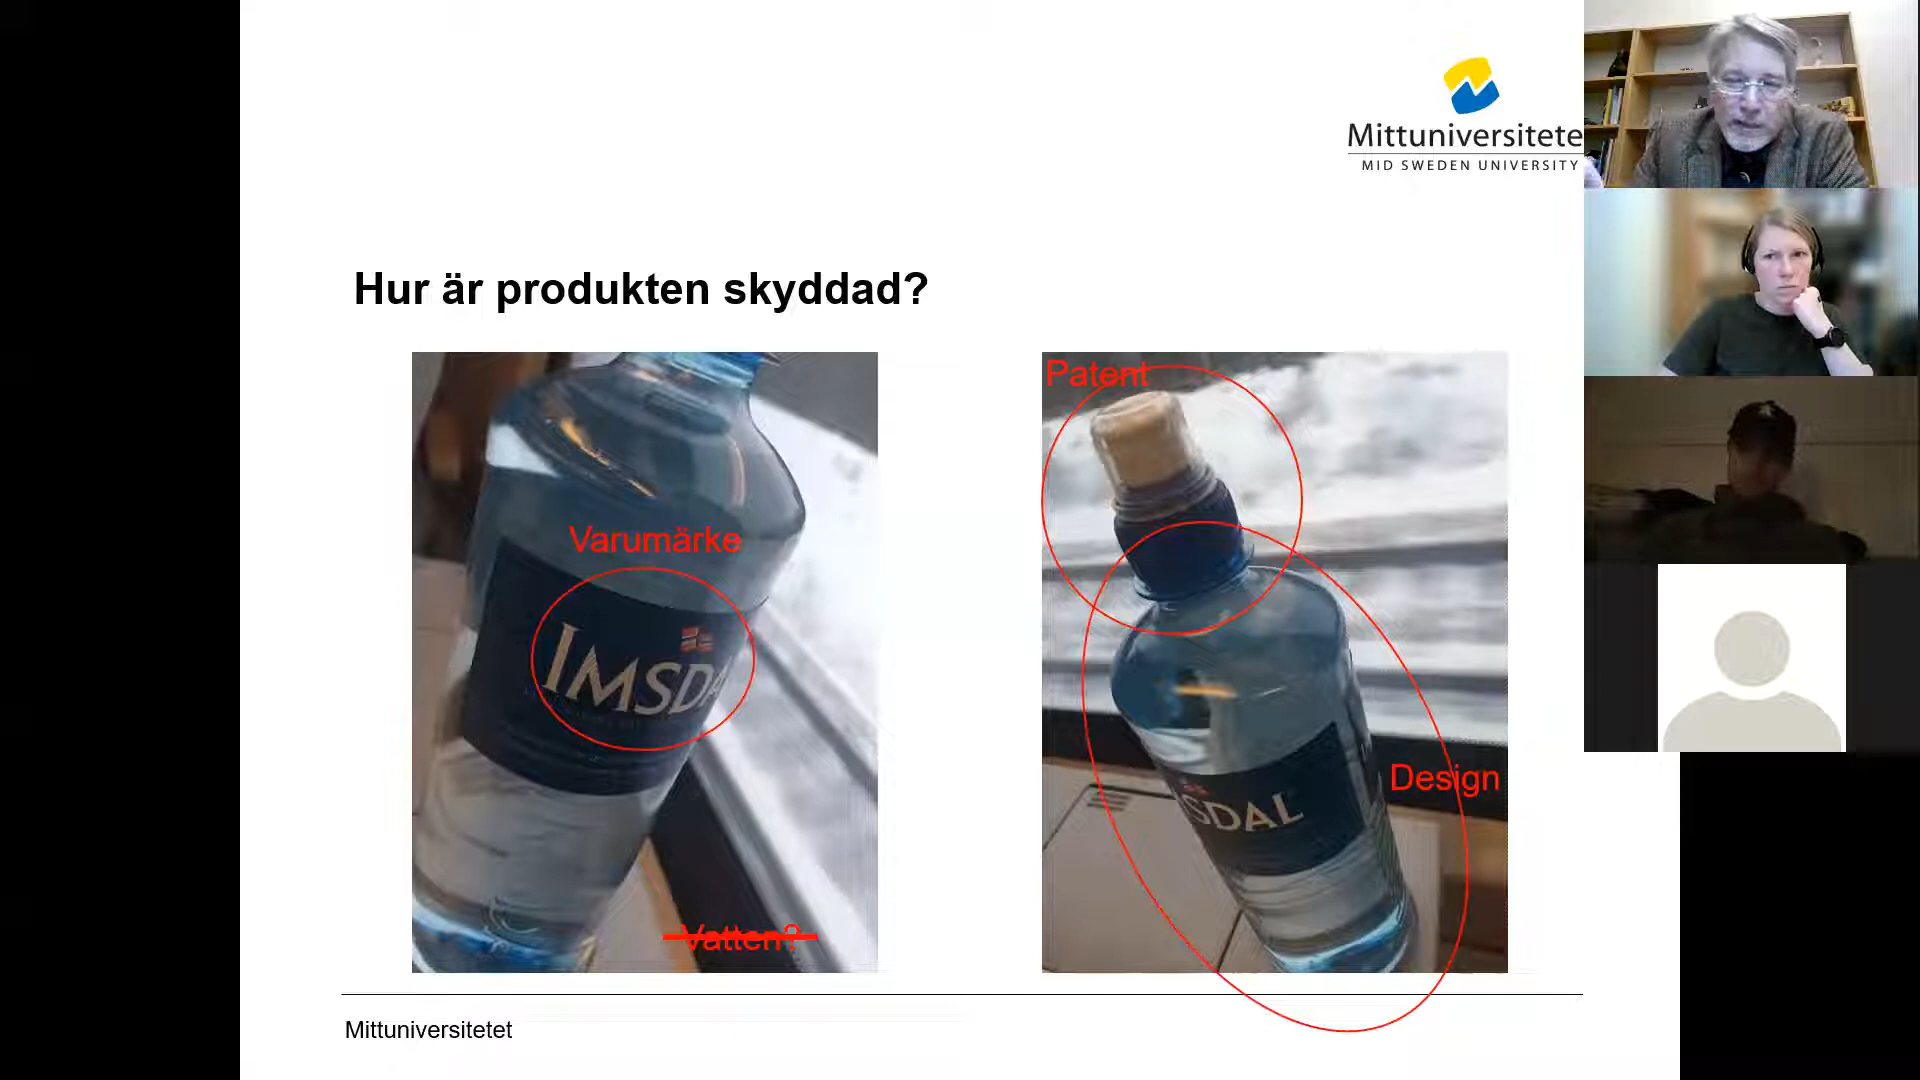 Mittuniversitete
MID SWEDEN UNIVERSITY
Hur är produkten skyddad?
Varumärke
IMSDA
Vatten?
Patent
SDAL
Design
Mittuniversitetet